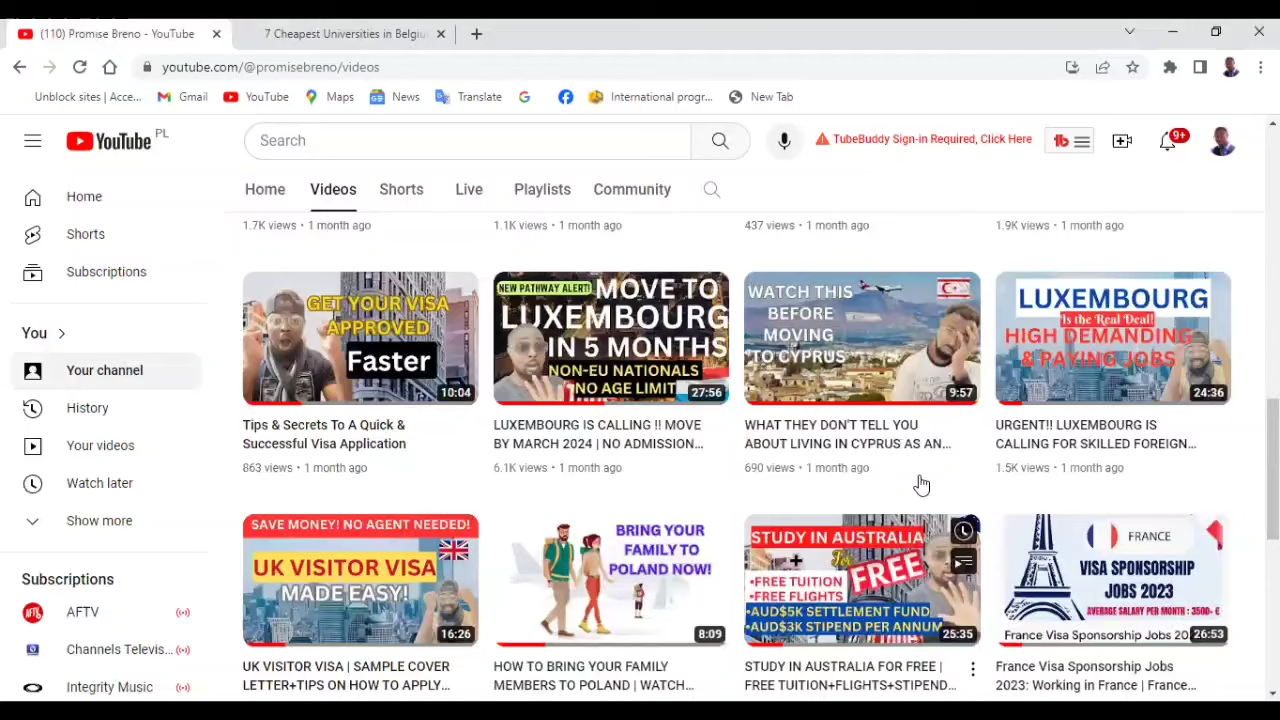 (110) Promise Breno - YouTube
7 Cheapest Universities in Belgiu
youtube.com/@promisebreno/videos
Unblock sites | Acce...
Gmail
YouTube
Maps
News
Translate
International progr...
New Tab
YouTube PL
Search
TubeBuddy Sign-in Required, Click Here
tb
9+
Home
Videos
Shorts
Live
Playlists
Community
Home
Shorts
Subscriptions
You
Your channel
History
Your videos
Watch later
Show more
Subscriptions
AFTV
Channels Televis...
Integrity Music
1.7K views • 1 month ago
1.1K views • 1 month ago
437 views • 1 month ago
1.9K views • 1 month ago
GET YOUR VISA
APPROVED
Faster
10:04
Tips & Secrets To A Quick &
Successful Visa Application
863 views • 1 month ago
NEW PATHWAY ALERT! MOVE TO
LUXEMBOURG
IN 5 MONTHS
NON-EU NATIONALS
NO AGE LIMIT
27:56
LUXEMBOURG IS CALLING !! MOVE
BY MARCH 2024 | NO ADMISSION...
6.1K views • 1 month ago
WATCH THIS
BEFORE
MOVING
TO CYPRUS
9:57
WHAT THEY DON'T TELL YOU
ABOUT LIVING IN CYPRUS AS AN...
690 views • 1 month ago
LUXEMBOURG
Is the Real Deal!
HIGH DEMANDING
& PAYING JOBS
24:36
URGENT!! LUXEMBOURG IS
CALLING FOR SKILLED FOREIGN...
1.5K views • 1 month ago
SAVE MONEY! NO AGENT NEEDED!
UK VISITOR VISA
MADE EASY!
16:26
UK VISITOR VISA | SAMPLE COVER
LETTER+TIPS ON HOW TO APPLY...
BRING YOUR
FAMILY TO
POLAND NOW!
8:09
HOW TO BRING YOUR FAMILY
MEMBERS TO POLAND | WATCH...
STUDY IN AUSTRALIA
For
FREE
•FREE TUITION
•FREE FLIGHTS
•AUD$5K SETTLEMENT FUND
•AUD$3K STIPEND PER ANNUM
25:35
STUDY IN AUSTRALIA FOR FREE |
FREE TUITION+FLIGHTS+STIPEND...
FRANCE
VISA SPONSORSHIP
JOBS 2023
AVERAGE SALARY PER MONTH : 3500- €
France Visa Sponsorship Jobs 20
26:53
France Visa Sponsorship Jobs
2023: Working in France | France...